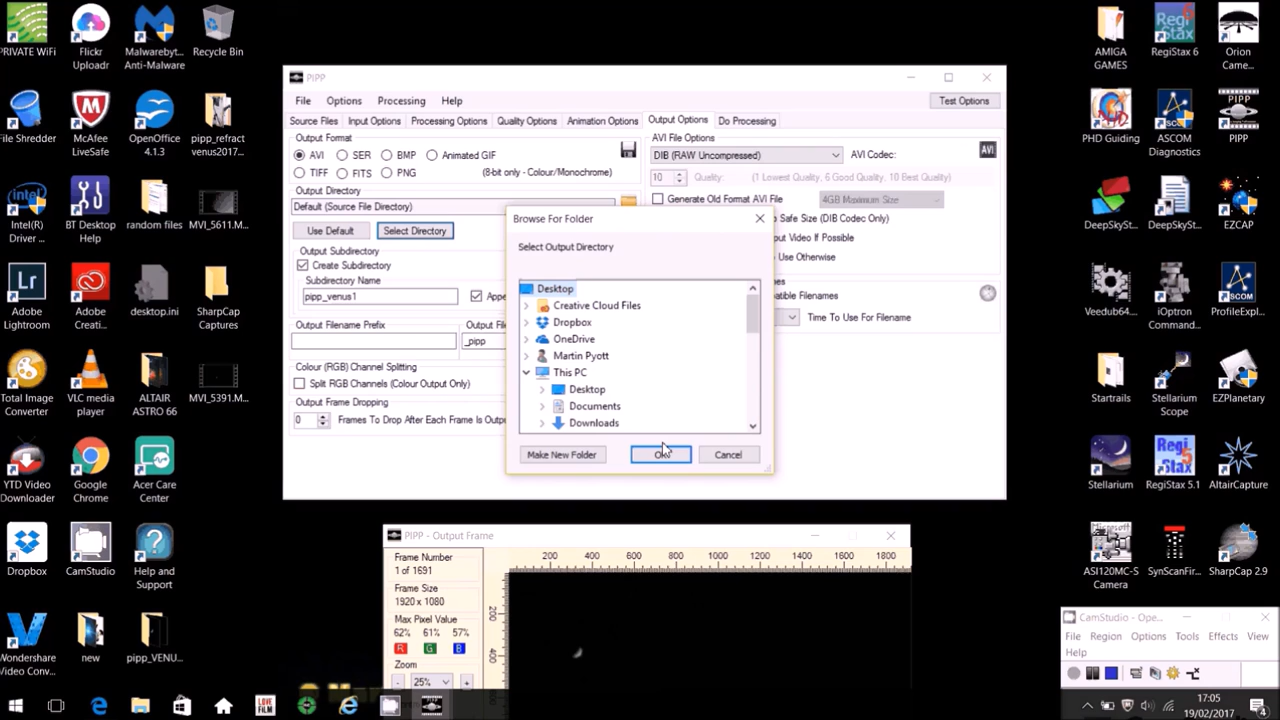 PRIVATE WiFi
Flickr
Uploadr
Malwarebyt...
Anti-Malware
Recycle Bin
File Shredder
McAfee
LiveSafe
OpenOffice
4.1.3
pipp_refract
venus2017...
Intel(R)
Driver ...
BT Desktop
Help
random files
MVI_5611.M...
Adobe
Lightroom
Adobe
Creati...
desktop.ini
SharpCap
Captures
Total Image
Converter
VLC media
player
ALTAIR
ASTRO 66
MVI_5391.M...
YTD Video
Downloader
Google
Chrome
Acer Care
Center
Dropbox
CamStudio
Help and
Support
Wondershare
Video Conv...
new
pipp_VENU...
PIPP
File Options Processing Help
Test Options
Source Files Input Options Processing Options Quality Options Animation Options Output Options Do Processing
Output Format
AVI SER BMP Animated GIF
TIFF FITS PNG (8-bit only - Colour/Monochrome)
Output Directory
Default (Source File Directory)
Use Default Select Directory
Output Subdirectory
Create Subdirectory
Subdirectory Name
pipp_venus1
Output Filename Prefix
_pipp
Colour (RGB) Channel Splitting
Split RGB Channels (Colour Output Only)
Output Frame Dropping
0 Frames To Drop After Each Frame Is Outpu
AVI File Options
DIB (RAW Uncompressed) AVI Codec: AVI
10 Quality: (1 Lowest Quality, 6 Good Quality, 10 Best Quality)
Generate Old Format AVI File 4GB Maximum Size
Safe Size (DIB Codec Only)
Video If Possible
Use Otherwise
Filenames
Time To Use For Filename
Browse For Folder
Select Output Directory
Desktop
Creative Cloud Files
Dropbox
OneDrive
Martin Pyott
This PC
Desktop
Documents
Downloads
Make New Folder OK Cancel
PIPP - Output Frame
Frame Number
1 of 1691
Frame Size
1920 x 1080
Max Pixel Value
62% 61% 57%
R G B
Zoom
- 25% +
200 400 600 800 1000 1200 1400 1600 1800
200
400
AMIGA
GAMES
RegiStax 6
Orion
Came...
PHD Guiding
ASCOM
Diagnostics
PIPP
DeepSkySt...
DeepSkySt...
EZCAP
Veedub64...
iOptron
Command...
ProfileExpl...
Startrails
Stellarium
Scope
EZPlanetary
Stellarium
RegiStax 5.1
AltairCapture
ASI120MC-S
Camera
SynScanFir...
SharpCap 2.9
CamStudio - Ope...
File Region Options Tools Effects View
Help
LOVE
FiLM
17:05
19/02/2017
4